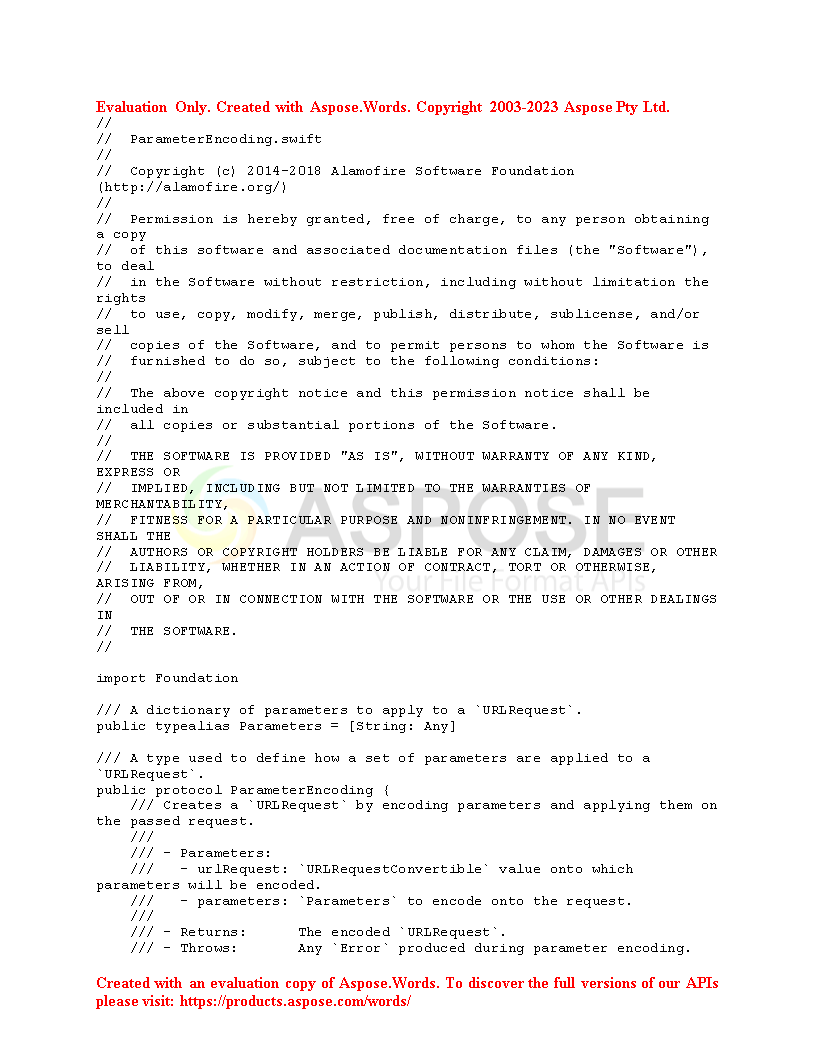 Evaluation Only. Created with Aspose.Words. Copyright 2003-2023 Aspose Pty Ltd.
//
//  ParameterEncoding.swift
//
//  Copyright (c) 2014-2018 Alamofire Software Foundation
(http://alamofire.org/)
//
//  Permission is hereby granted, free of charge, to any person obtaining
a copy
//  of this software and associated documentation files (the "Software"),
to deal
//  in the Software without restriction, including without limitation the
rights
//  to use, copy, modify, merge, publish, distribute, sublicense, and/or
sell
//  copies of the Software, and to permit persons to whom the Software is
//  furnished to do so, subject to the following conditions:
//
//  The above copyright notice and this permission notice shall be
included in
//  all copies or substantial portions of the Software.
//
//  THE SOFTWARE IS PROVIDED "AS IS", WITHOUT WARRANTY OF ANY KIND,
EXPRESS OR
//  IMPLIED, INCLUDING BUT NOT LIMITED TO THE WARRANTIES OF
MERCHANTABILITY,
//  FITNESS FOR A PARTICULAR PURPOSE AND NONINFRINGEMENT. IN NO EVENT
SHALL THE
//  AUTHORS OR COPYRIGHT HOLDERS BE LIABLE FOR ANY CLAIM, DAMAGES OR OTHER
//  LIABILITY, WHETHER IN AN ACTION OF CONTRACT, TORT OR OTHERWISE,
ARISING FROM,
//  OUT OF OR IN CONNECTION WITH THE SOFTWARE OR THE USE OR OTHER DEALINGS
IN
//  THE SOFTWARE.
//
ASPOSE
Your File Format APIs

import Foundation

/// A dictionary of parameters to apply to a `URLRequest`.
public typealias Parameters = [String: Any]

/// A type used to define how a set of parameters are applied to a
`URLRequest`.
public protocol ParameterEncoding {
    /// Creates a `URLRequest` by encoding parameters and applying them on
the passed request.
    ///
    /// - Parameters:
    ///   - urlRequest: `URLRequestConvertible` value onto which
parameters will be encoded.
    ///   - parameters: `Parameters` to encode onto the request.
    ///
    /// - Returns:      The encoded `URLRequest`.
    /// - Throws:       Any `Error` produced during parameter encoding.

Created with an evaluation copy of Aspose.Words. To discover the full versions of our APIs
please visit: https://products.aspose.com/words/